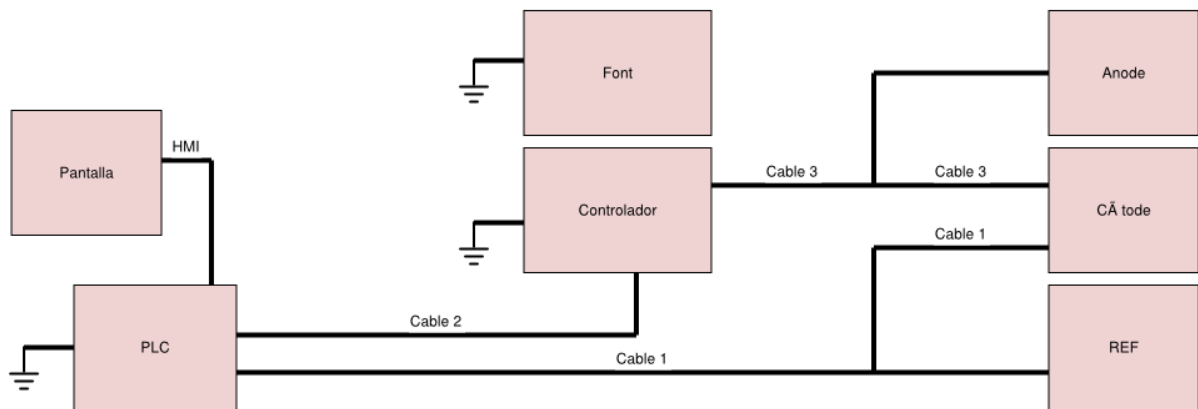 Font
Anode
HMI
Pantalla
Cable 3
Cable 3
Controlador
CÃ tode
Cable 1
Cable 2
PLC
Cable 1
REF